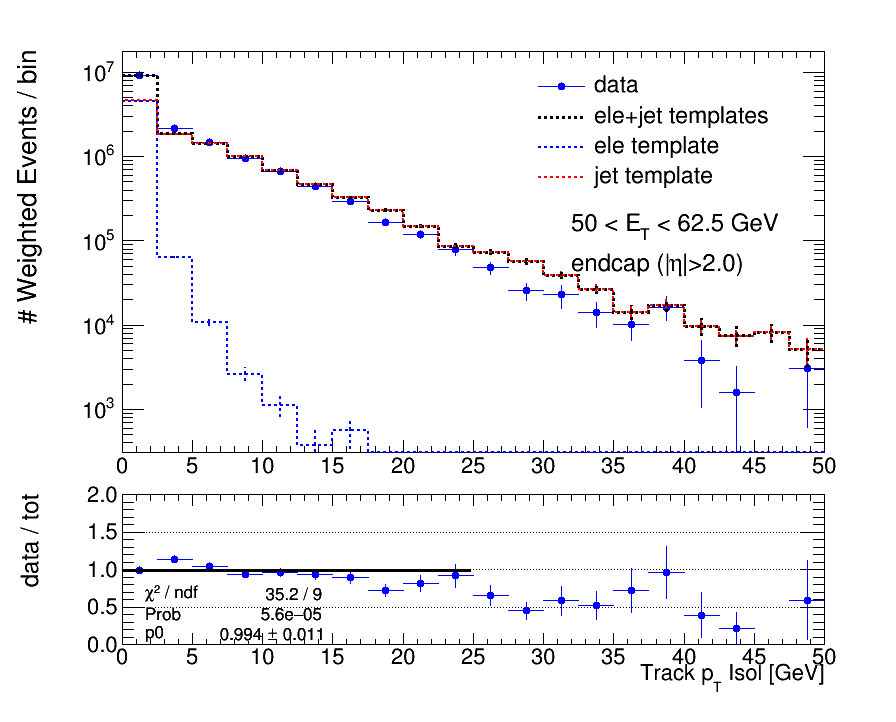 # Weighted Events / bin
10^7
10^6
10^5
10^4
10^3
data
ele+jet templates
ele template
jet template
50 < E_T < 62.5 GeV
endcap (|η|>2.0)
0 5 10 15 20 25 30 35 40 45 50
data / tot
2.0
1.5
1.0
0.5
0.0
χ² / ndf 35.2 / 9
Prob 5.6e−05
p0 0.994 ± 0.011
0 5 10 15 20 25 30 35 40 45 50
Track p_T Isol [GeV]